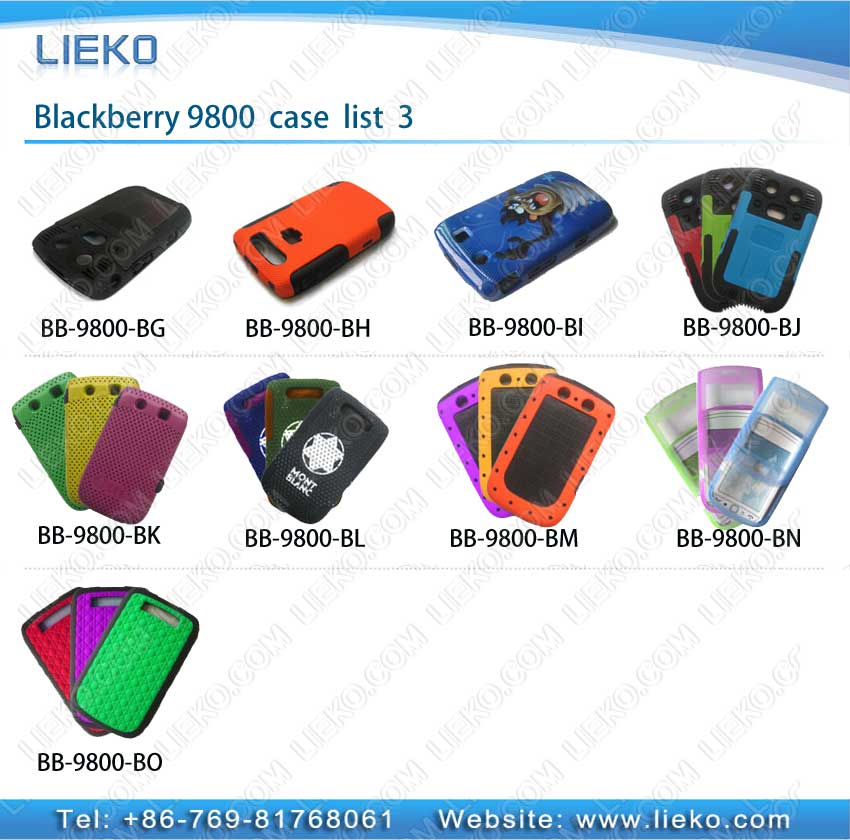 LIEKO
Blackberry 9800 case list 3
BB-9800-BG
BB-9800-BH
BB-9800-BI
BB-9800-BJ
MONT
BLANC
BB-9800-BK
BB-9800-BL
BB-9800-BM
BB-9800-BN
BB-9800-BO
LIEKO.COM
Tel: +86-769-81768061 Website: www.lieko.com